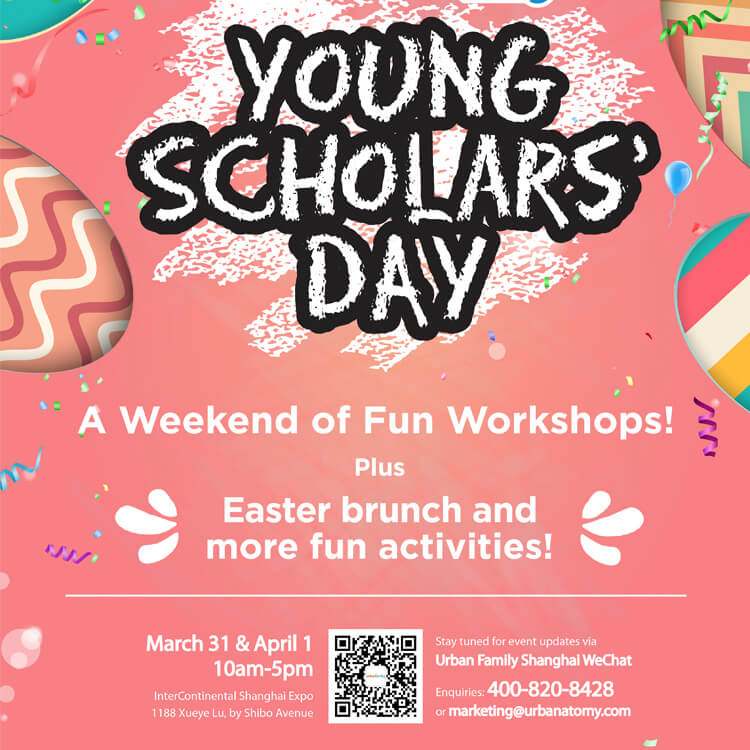 YOUNG
SCHOLARS'
DAY
A Weekend of Fun Workshops!
Plus
Easter brunch and
more fun activities!
March 31 & April 1
10am-5pm
InterContinental Shanghai Expo
1188 Xueye Lu, by Shibo Avenue
Stay tuned for event updates via
Urban Family Shanghai WeChat
Enquiries: 400-820-8428
or marketing@urbanatomy.com